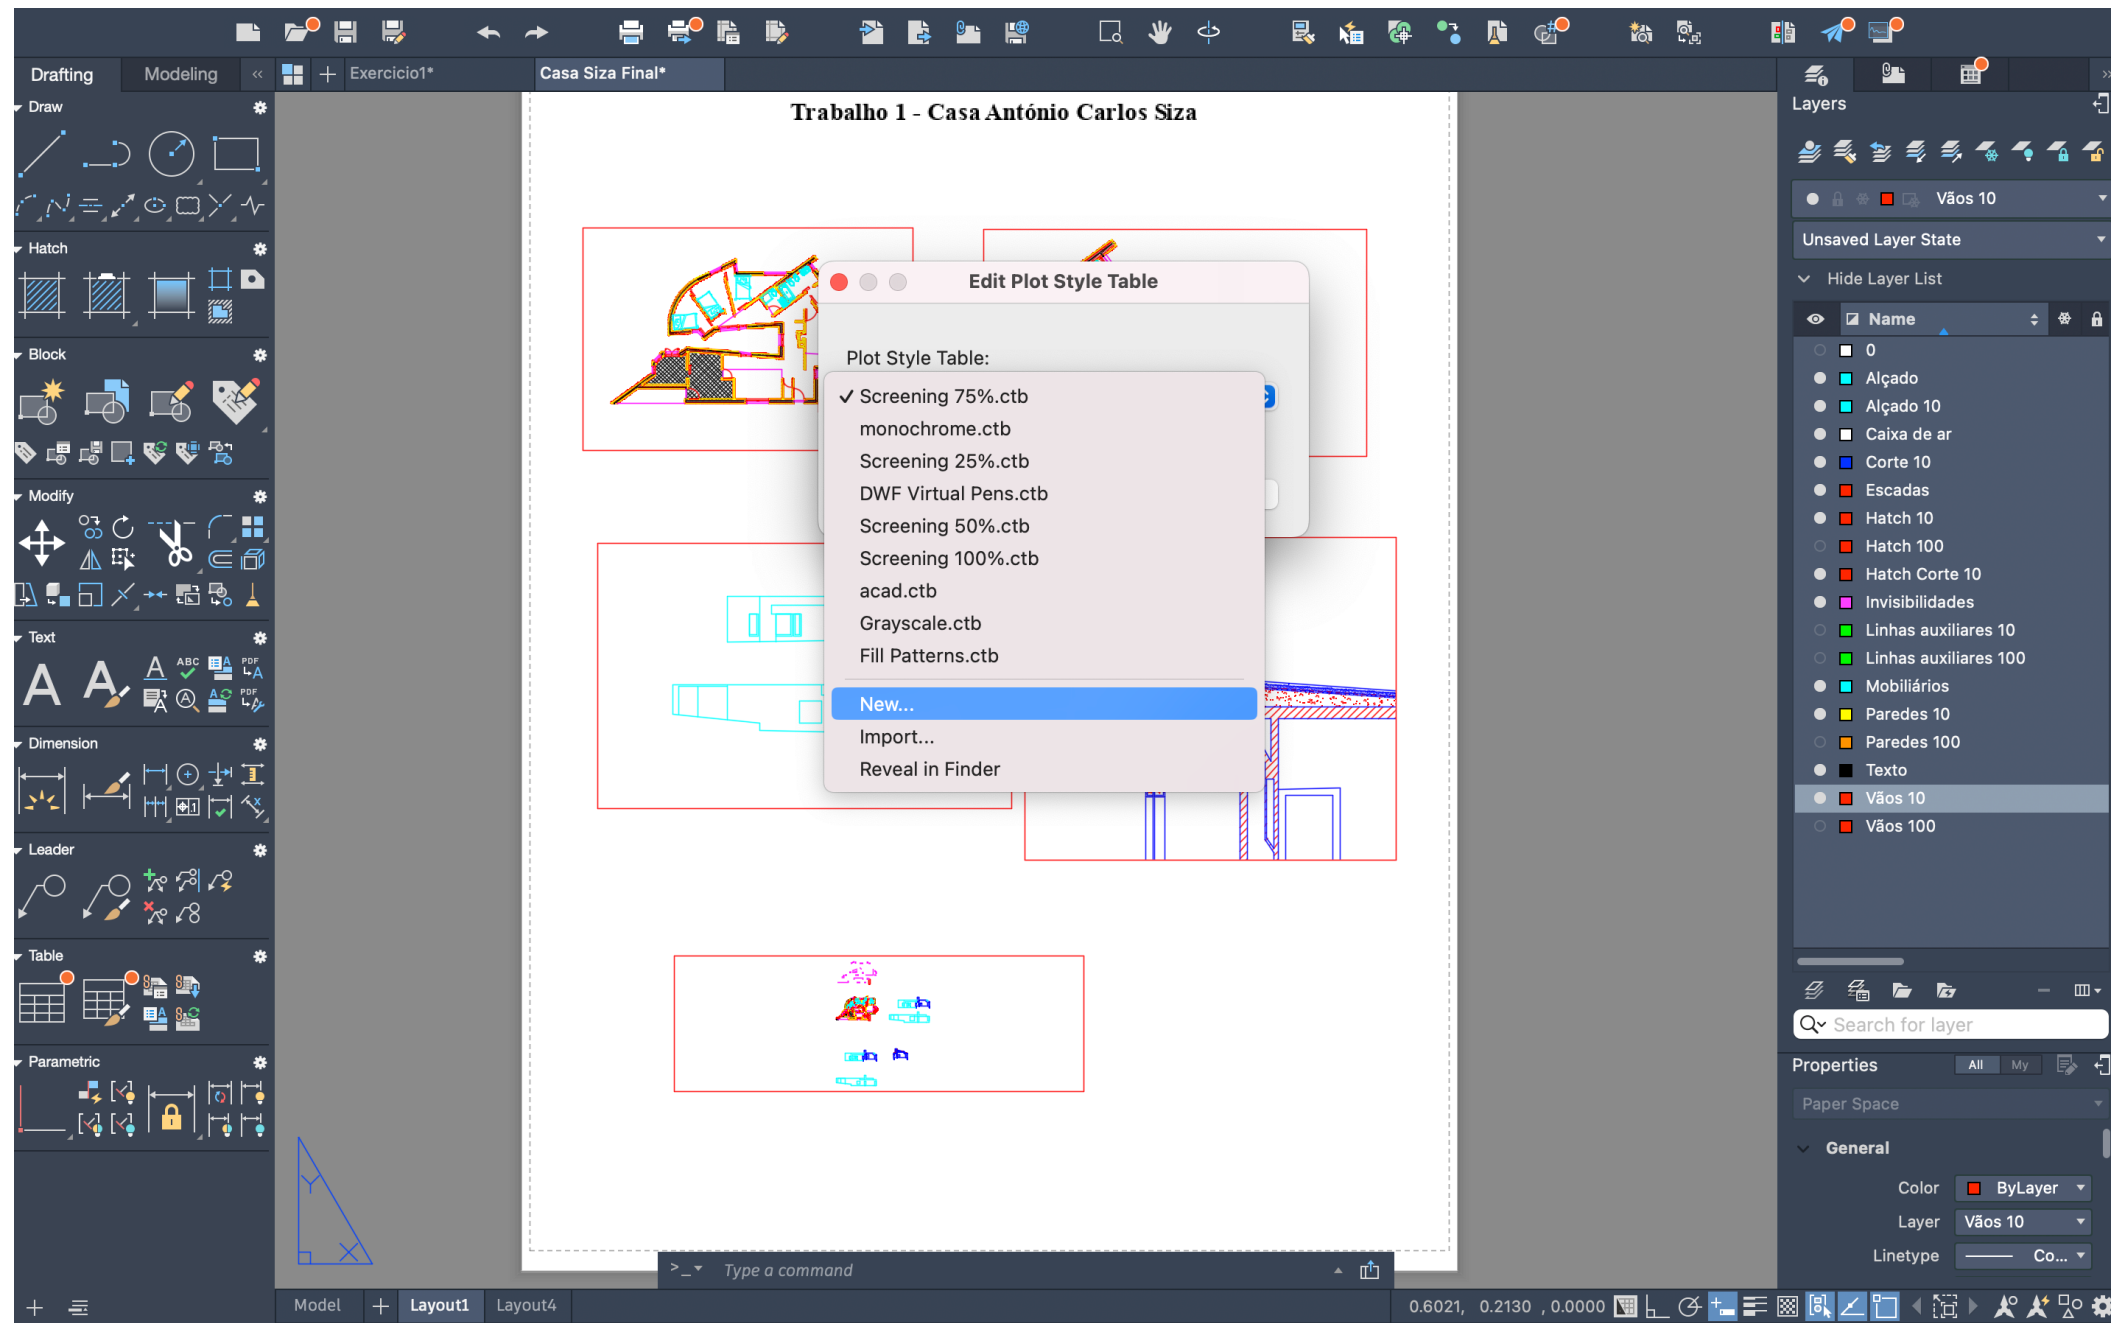 Drafting
Modeling
Exercicio1*
Casa Siza Final*
Draw
Hatch
Block
Modify
Text
Dimension
Leader
Table
Parametric
Trabalho 1 - Casa António Carlos Siza
Edit Plot Style Table
Plot Style Table:
✓ Screening 75%.ctb
monochrome.ctb
Screening 25%.ctb
DWF Virtual Pens.ctb
Screening 50%.ctb
Screening 100%.ctb
acad.ctb
Grayscale.ctb
Fill Patterns.ctb
New...
Import...
Reveal in Finder
Y
X
>_ Type a command
Model
Layout1
Layout4
0.6021, 0.2130 , 0.0000
Layers
Vãos 10
Unsaved Layer State
Hide Layer List
Name
0
Alçado
Alçado 10
Caixa de ar
Corte 10
Escadas
Hatch 10
Hatch 100
Hatch Corte 10
Invisibilidades
Linhas auxiliares 10
Linhas auxiliares 100
Mobiliários
Paredes 10
Paredes 100
Texto
Vãos 10
Vãos 100
Search for layer
Properties
All
My
Paper Space
General
Color ByLayer
Layer Vãos 10
Linetype Co...